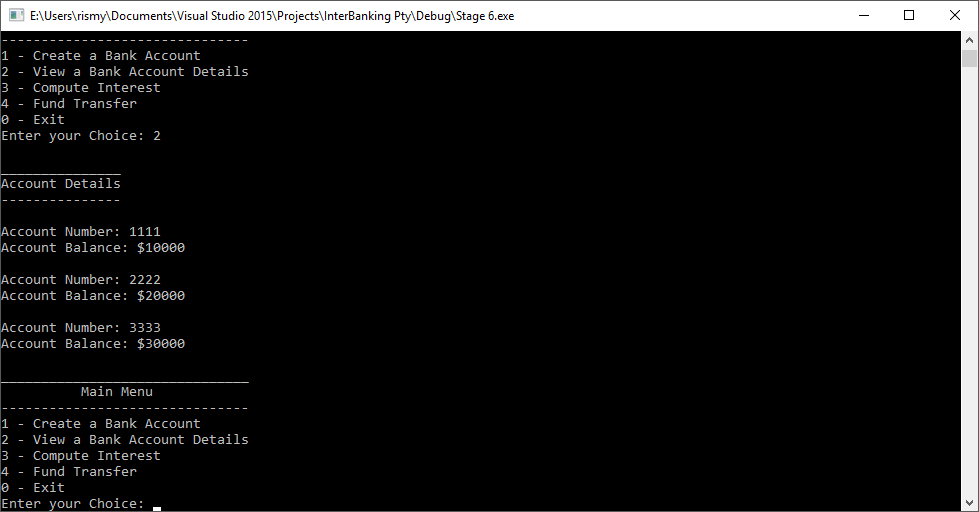 E:\Users\rismy\Documents\Visual Studio 2015\Projects\InterBanking Pty\Debug\Stage 6.exe
-------------------------------
1 - Create a Bank Account
2 - View a Bank Account Details
3 - Compute Interest
4 - Fund Transfer
0 - Exit
Enter your Choice: 2
_______________
Account Details
---------------
Account Number: 1111
Account Balance: $10000
Account Number: 2222
Account Balance: $20000
Account Number: 3333
Account Balance: $30000
_______________________________
Main Menu
-------------------------------
1 - Create a Bank Account
2 - View a Bank Account Details
3 - Compute Interest
4 - Fund Transfer
0 - Exit
Enter your Choice: _